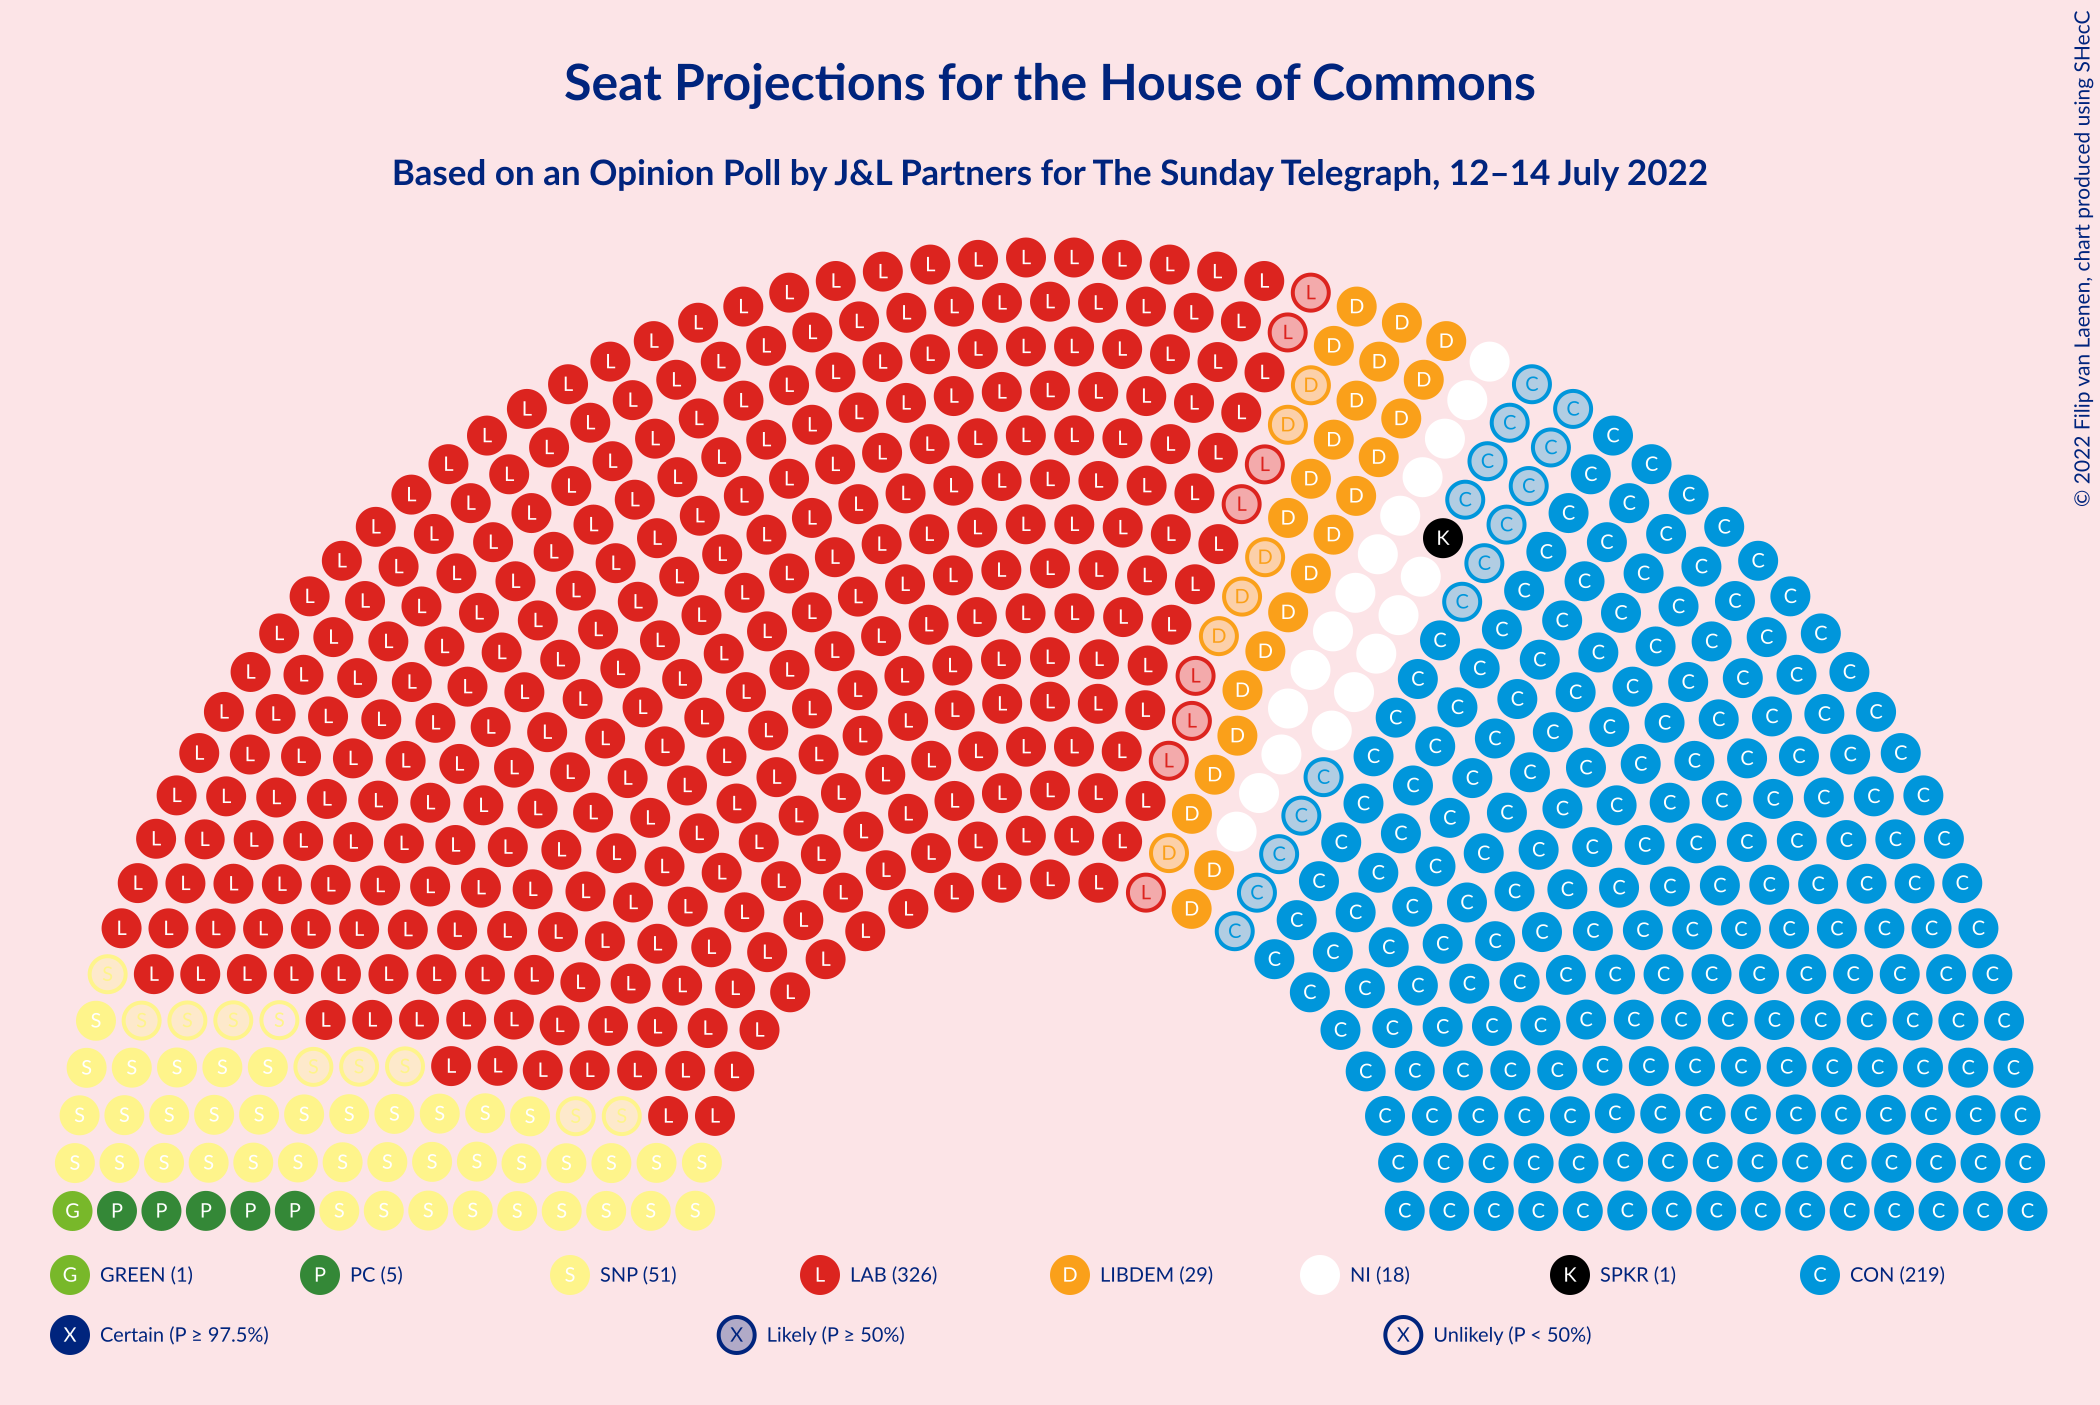 Seat Projections for the House of Commons
Based on an Opinion Poll by J&L Partners for The Sunday Telegraph, 12–14 July 2022
© 2022 Filip van Laenen, chart produced using SHecC
G GREEN (1)
P PC (5)
S SNP (51)
L LAB (326)
D LIBDEM (29)
NI (18)
K SPKR (1)
C CON (219)
X Certain (P ≥ 97.5%)
X Likely (P ≥ 50%)
X Unlikely (P < 50%)